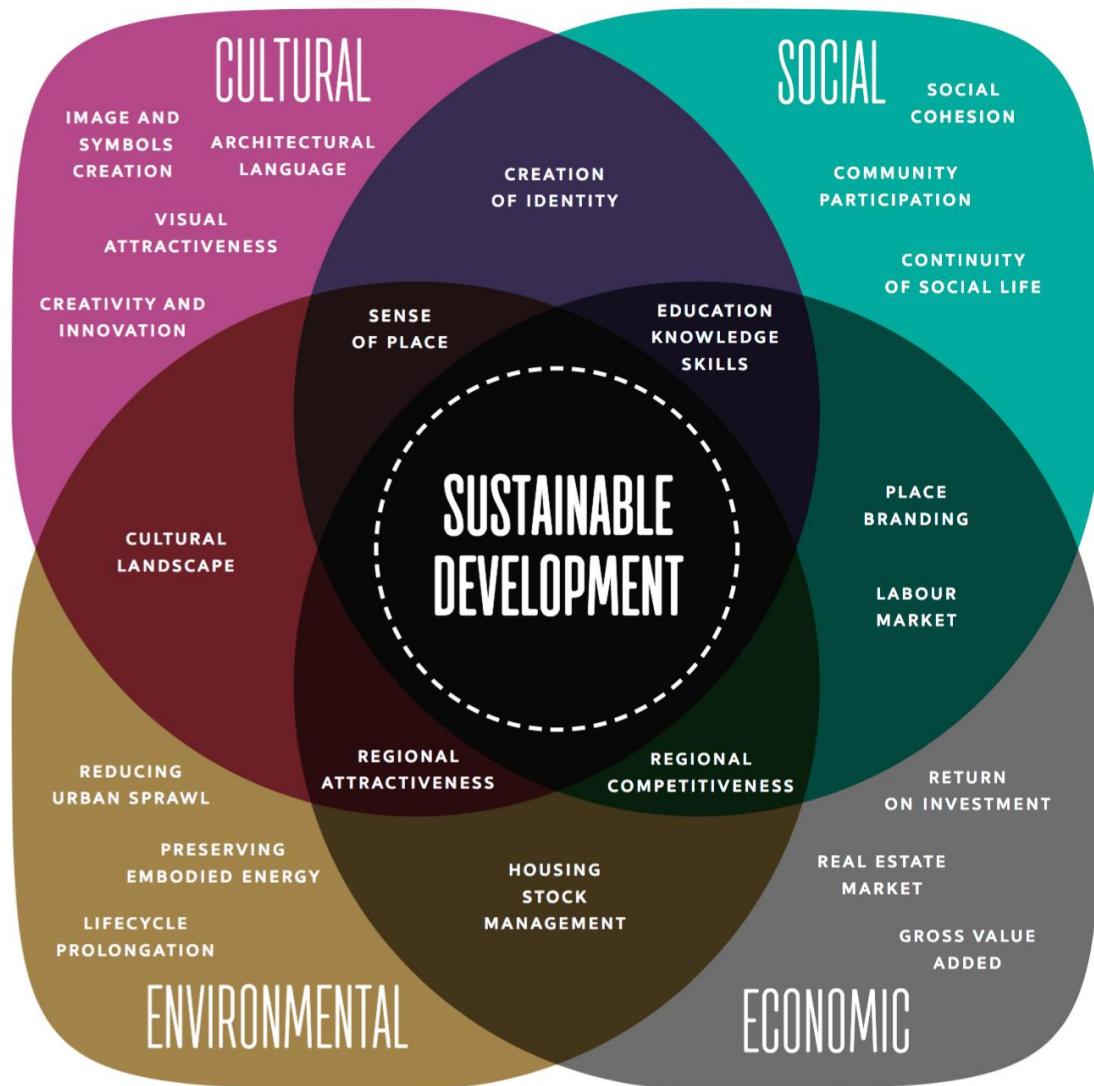 CULTURAL
IMAGE AND
SYMBOLS
CREATION
ARCHITECTURAL
LANGUAGE
VISUAL
ATTRACTIVENESS
CREATIVITY AND
INNOVATION
CREATION
OF IDENTITY
SOCIAL
SOCIAL
COHESION
COMMUNITY
PARTICIPATION
CONTINUITY
OF SOCIAL LIFE
SENSE
OF PLACE
EDUCATION
KNOWLEDGE
SKILLS
CULTURAL
LANDSCAPE
SUSTAINABLE
DEVELOPMENT
PLACE
BRANDING
LABOUR
MARKET
REGIONAL
ATTRACTIVENESS
REGIONAL
COMPETITIVENESS
REDUCING
URBAN SPRAWL
PRESERVING
EMBODIED ENERGY
LIFECYCLE
PROLONGATION
ENVIRONMENTAL
HOUSING
STOCK
MANAGEMENT
RETURN
ON INVESTMENT
REAL ESTATE
MARKET
GROSS VALUE
ADDED
ECONOMIC